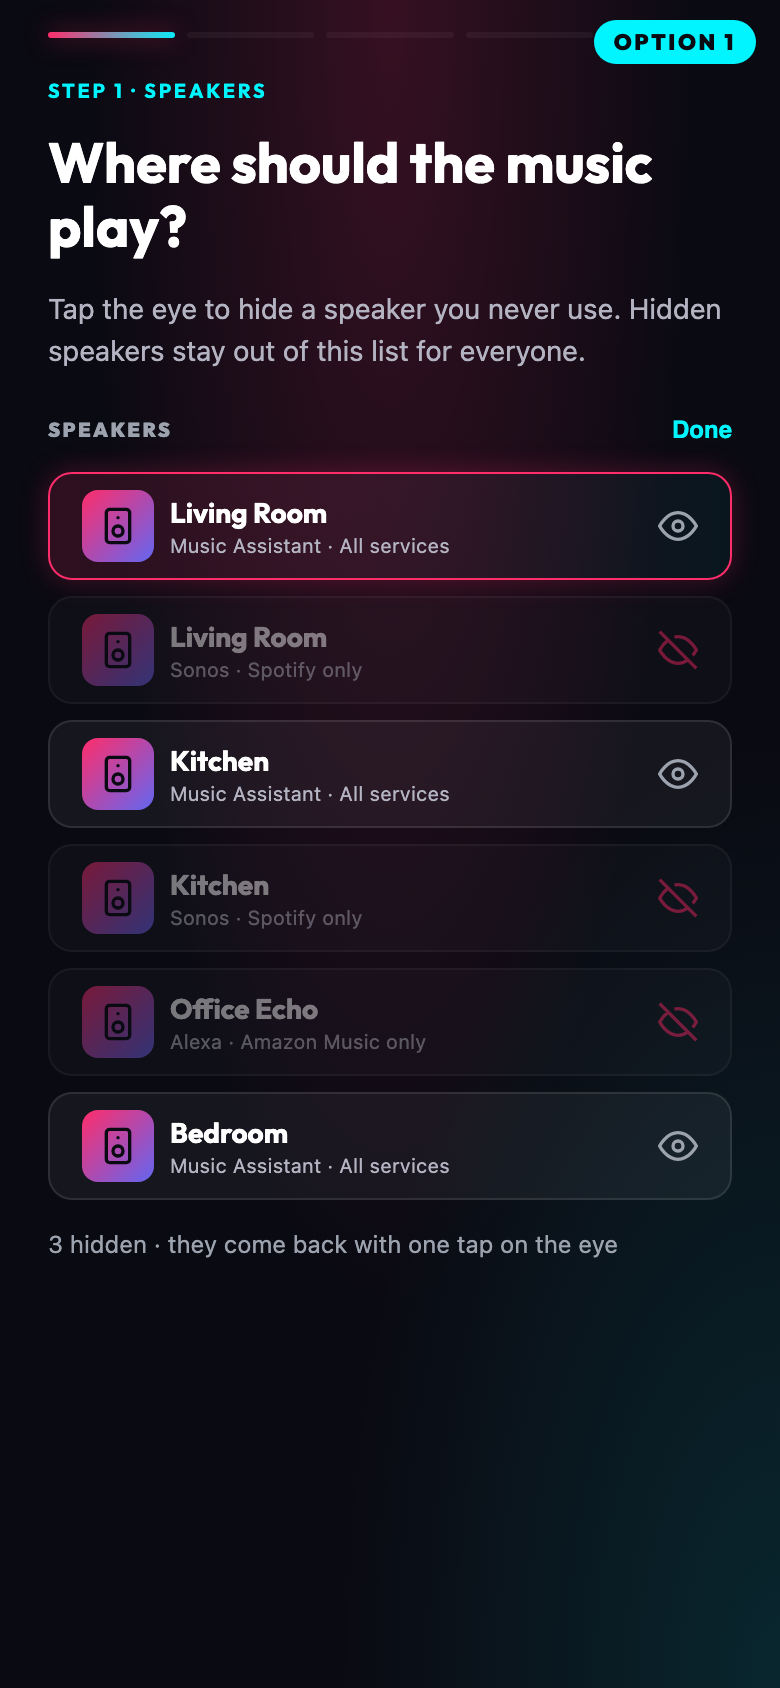 OPTION 1
STEP 1 · SPEAKERS
Where should the music
play?
Tap the eye to hide a speaker you never use. Hidden
speakers stay out of this list for everyone.
SPEAKERS
Done
Living Room
Music Assistant · All services
Living Room
Sonos · Spotify only
Kitchen
Music Assistant · All services
Kitchen
Sonos · Spotify only
Office Echo
Alexa · Amazon Music only
Bedroom
Music Assistant · All services
3 hidden · they come back with one tap on the eye